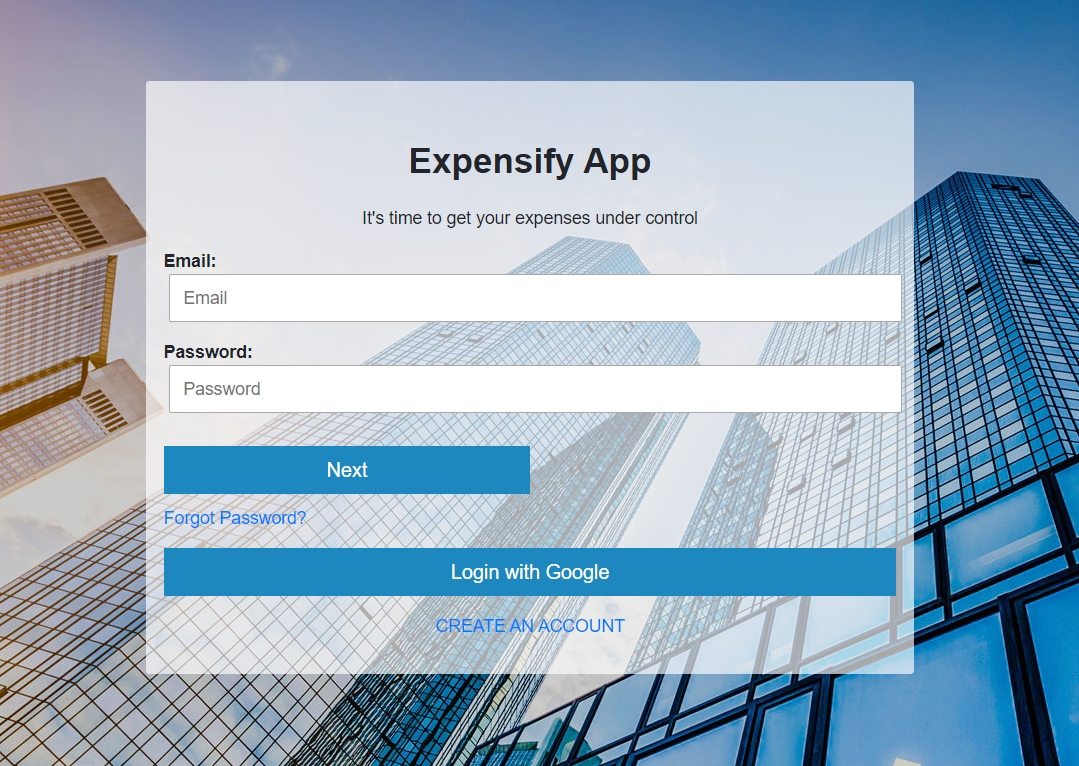 Expensify App
It's time to get your expenses under control
Email:
Email
Password:
Password
Next
Forgot Password?
Login with Google
CREATE AN ACCOUNT